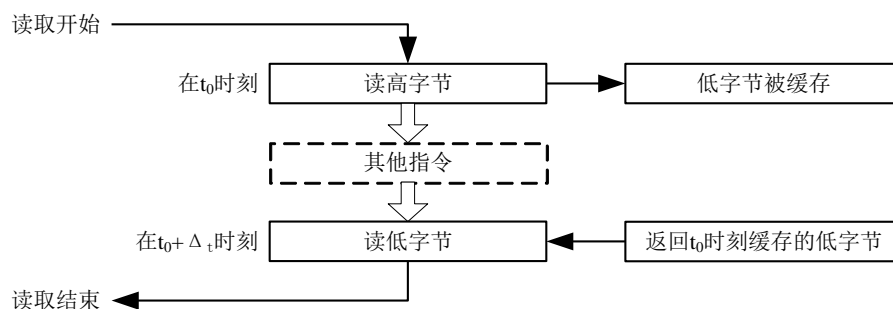 读取开始
在t₀时刻 读高字节 低字节被缓存
其他指令
在t₀+Δt时刻 读低字节 返回t₀时刻缓存的低字节
读取结束